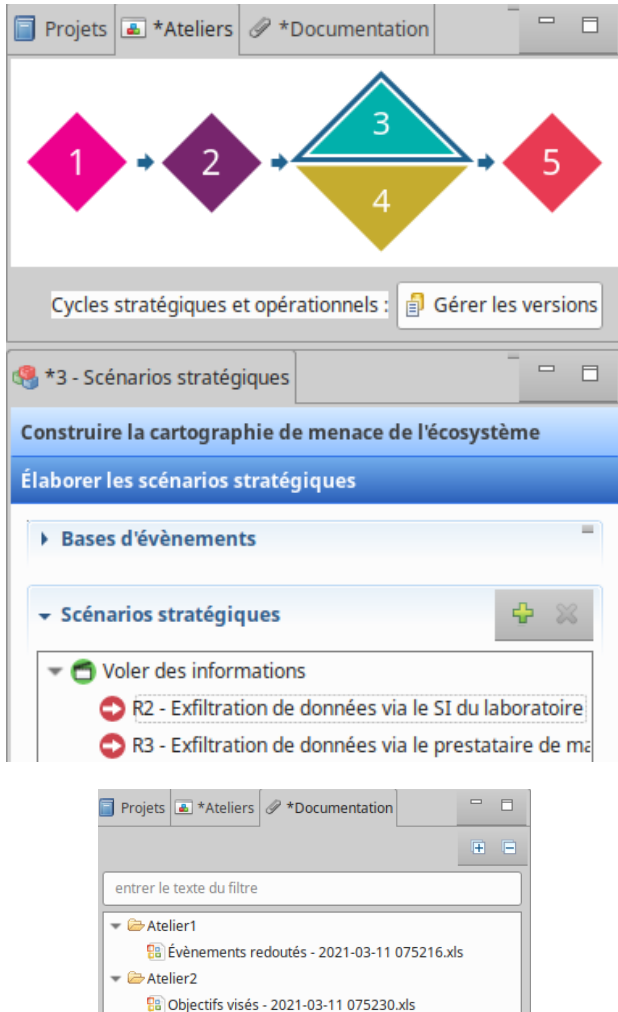 Projets *Ateliers *Documentation
3
1 2 5
4
Cycles stratégiques et opérationnels : Gérer les versions
*3 - Scénarios stratégiques
Construire la cartographie de menace de l'écosystème
Élaborer les scénarios stratégiques
Bases d'évènements
Scénarios stratégiques
Voler des informations
R2 - Exfiltration de données via le SI du laboratoire
R3 - Exfiltration de données via le prestataire de ma
Projets *Ateliers *Documentation
entrer le texte du filtre
Atelier1
Évènements redoutés - 2021-03-11 075216.xls
Atelier2
Objectifs visés - 2021-03-11 075230.xls